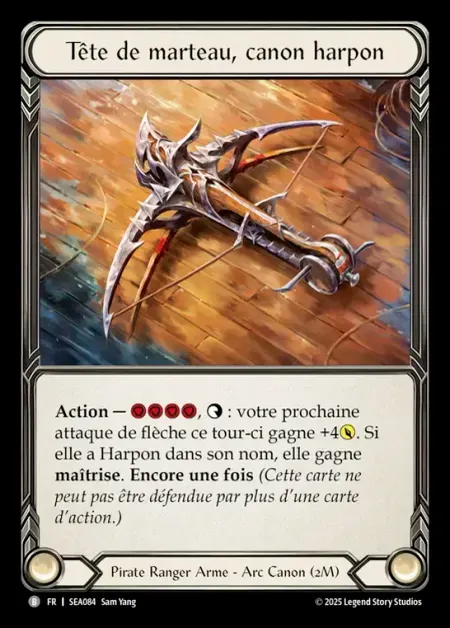 Tête de marteau, canon harpon
Action — , : votre prochaine
attaque de flèche ce tour-ci gagne +4. Si
elle a Harpon dans son nom, elle gagne
maîtrise. Encore une fois (Cette carte ne
peut pas être défendue par plus d'une carte
d'action.)
Pirate Ranger Arme - Arc Canon (2M)
B FR | SEA084 Sam Yang
© 2025 Legend Story Studios